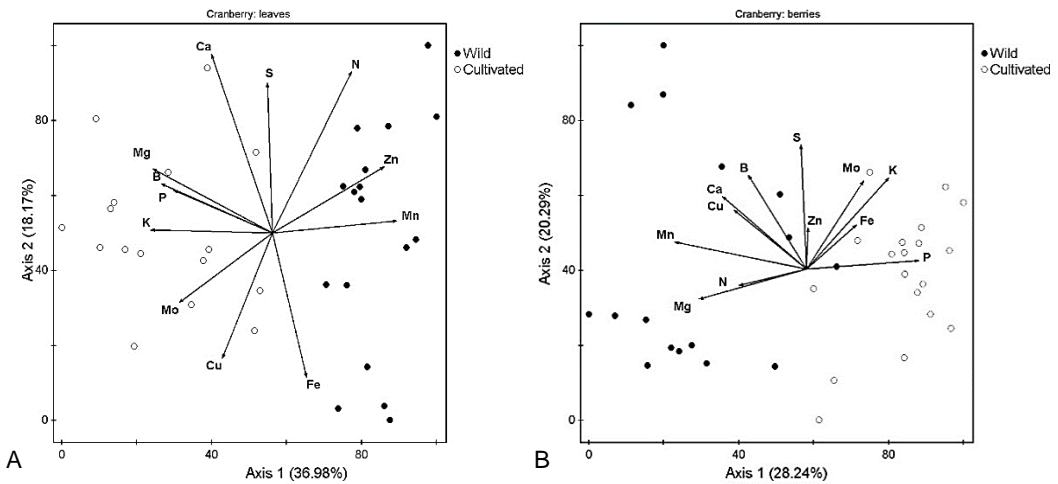 Cranberry: leaves
Wild
Cultivated
Ca
S
N
80
Mg
B
P
Zn
K
Mn
Axis 2 (18.17%)
40
Mo
Cu
Fe
0
0
40
80
Axis 1 (36.98%)
A
Cranberry: berries
Wild
Cultivated
80
S
B
Mo
K
Ca
Cu
Zn
Fe
Mn
P
Axis 2 (20.29%)
40
N
Mg
0
0
40
80
Axis 1 (28.24%)
B